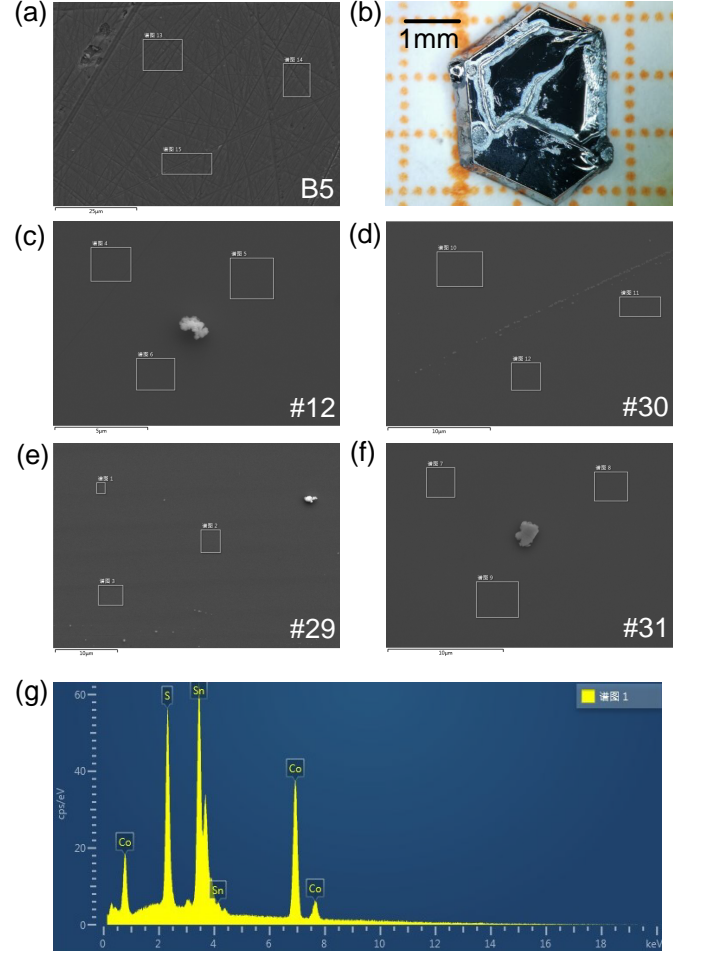 (a)
谱图 13
谱图 14
谱图 15
B5
25μm
(b)
1mm
(c)
谱图 4
谱图 5
谱图 6
#12
5μm
(d)
谱图 10
谱图 11
谱图 12
#30
10μm
(e)
谱图 1
谱图 2
谱图 3
#29
10μm
(f)
谱图 7
谱图 8
谱图 9
#31
10μm
(g)
谱图 1
60
40
20
0
cps/eV
Co
S
Sn
Sn
Co
Co
0 2 4 6 8 10 12 14 16 18 keV